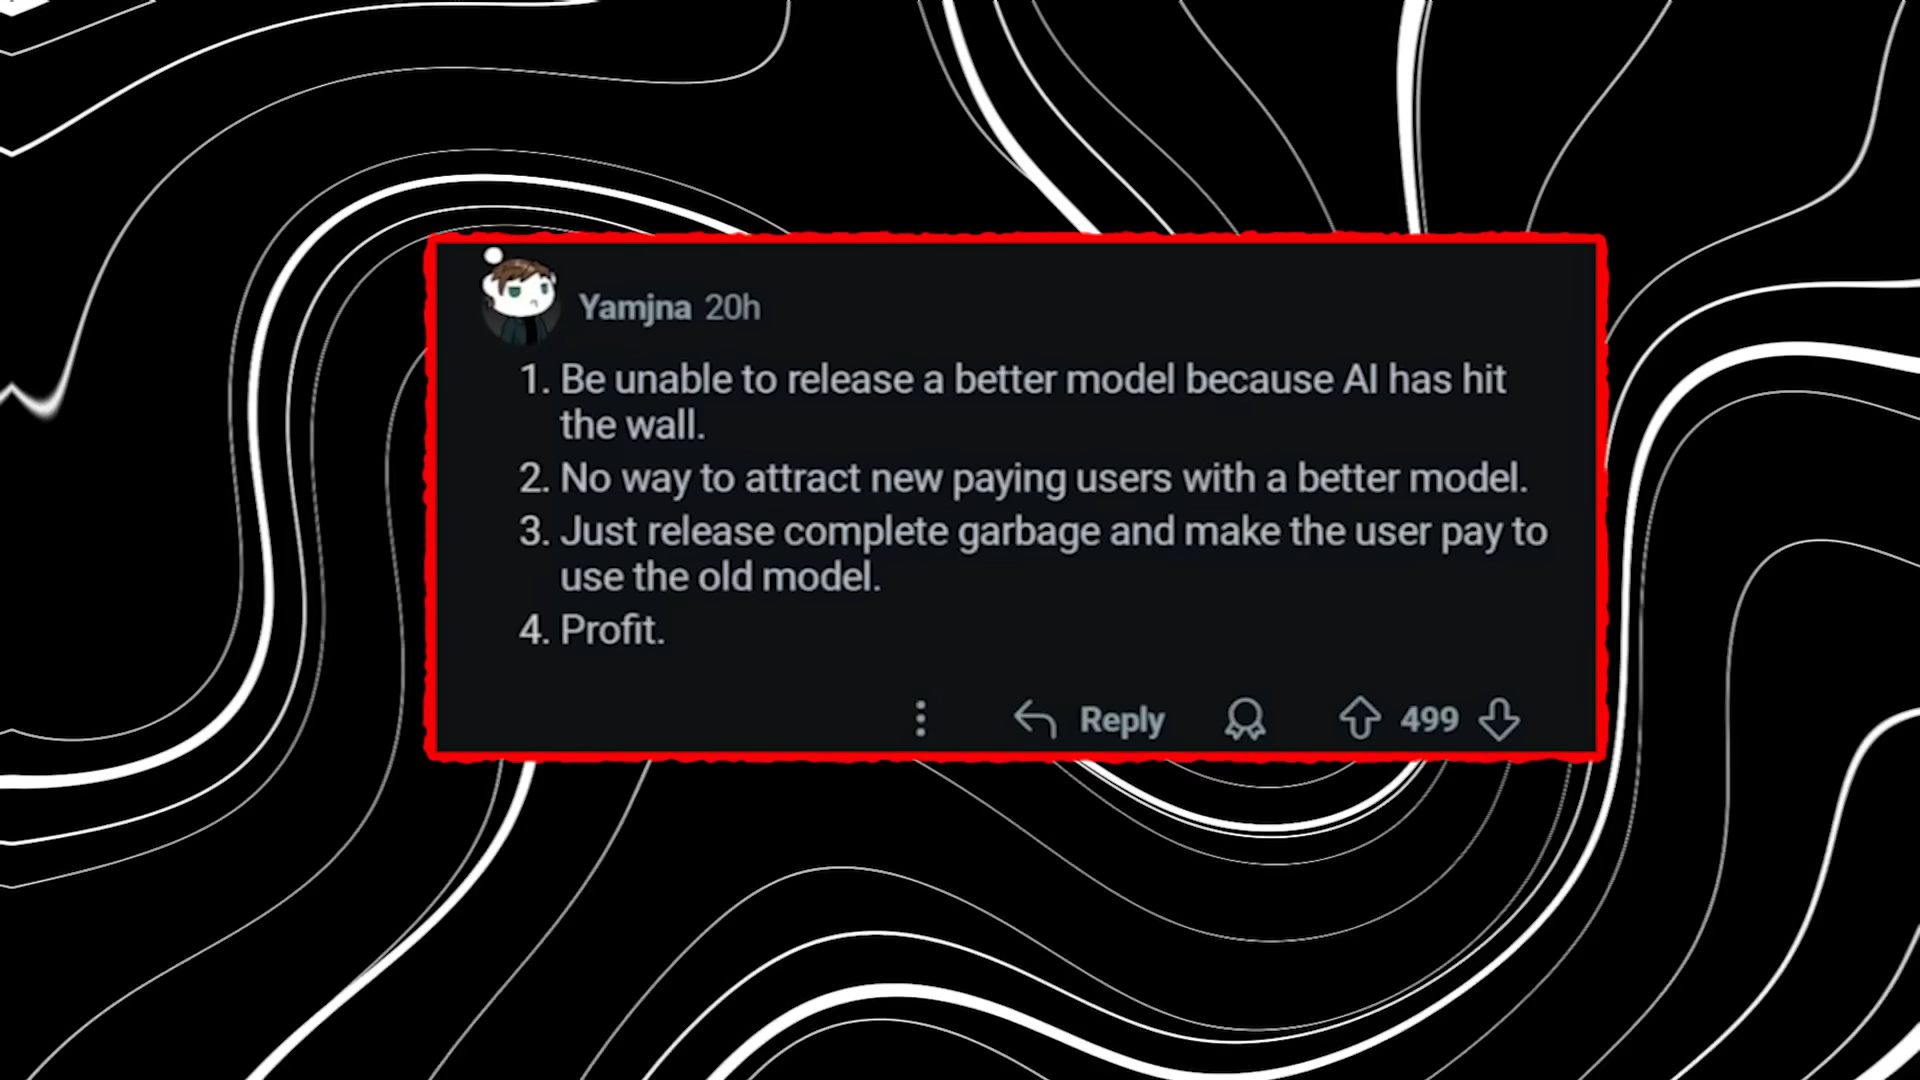 Yamjna 20h
1. Be unable to release a better model because AI has hit
the wall.
2. No way to attract new paying users with a better model.
3. Just release complete garbage and make the user pay to
use the old model.
4. Profit.
Reply 499